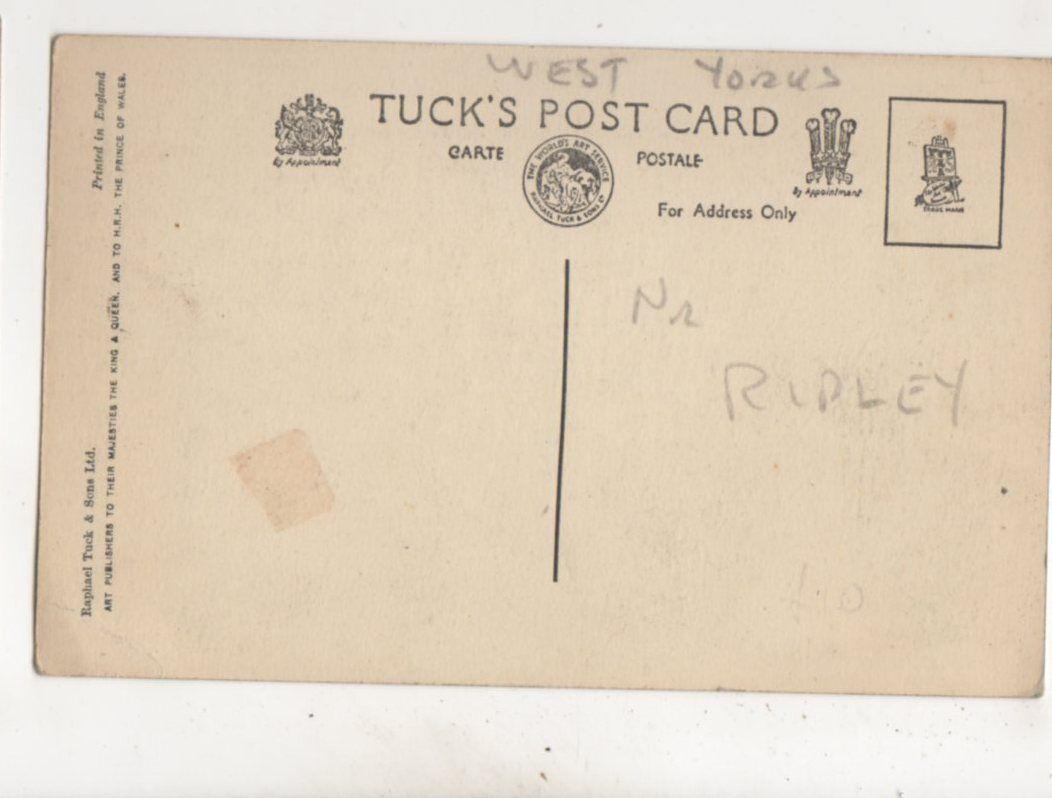 WEST Yorks
TUCK'S POST CARD
CARTE POSTALE
By Appointment
THE WORLD'S ART SERVICE
RAPHAEL TUCK & SONS LD
By Appointment
For Address Only
TRADE MARK
Nr
RIPLEY
Printed in England
Raphael Tuck & Sons Ltd.
ART PUBLISHERS TO THEIR MAJESTIES THE KING & QUEEN, AND TO H.R.H. THE PRINCE OF WALES.